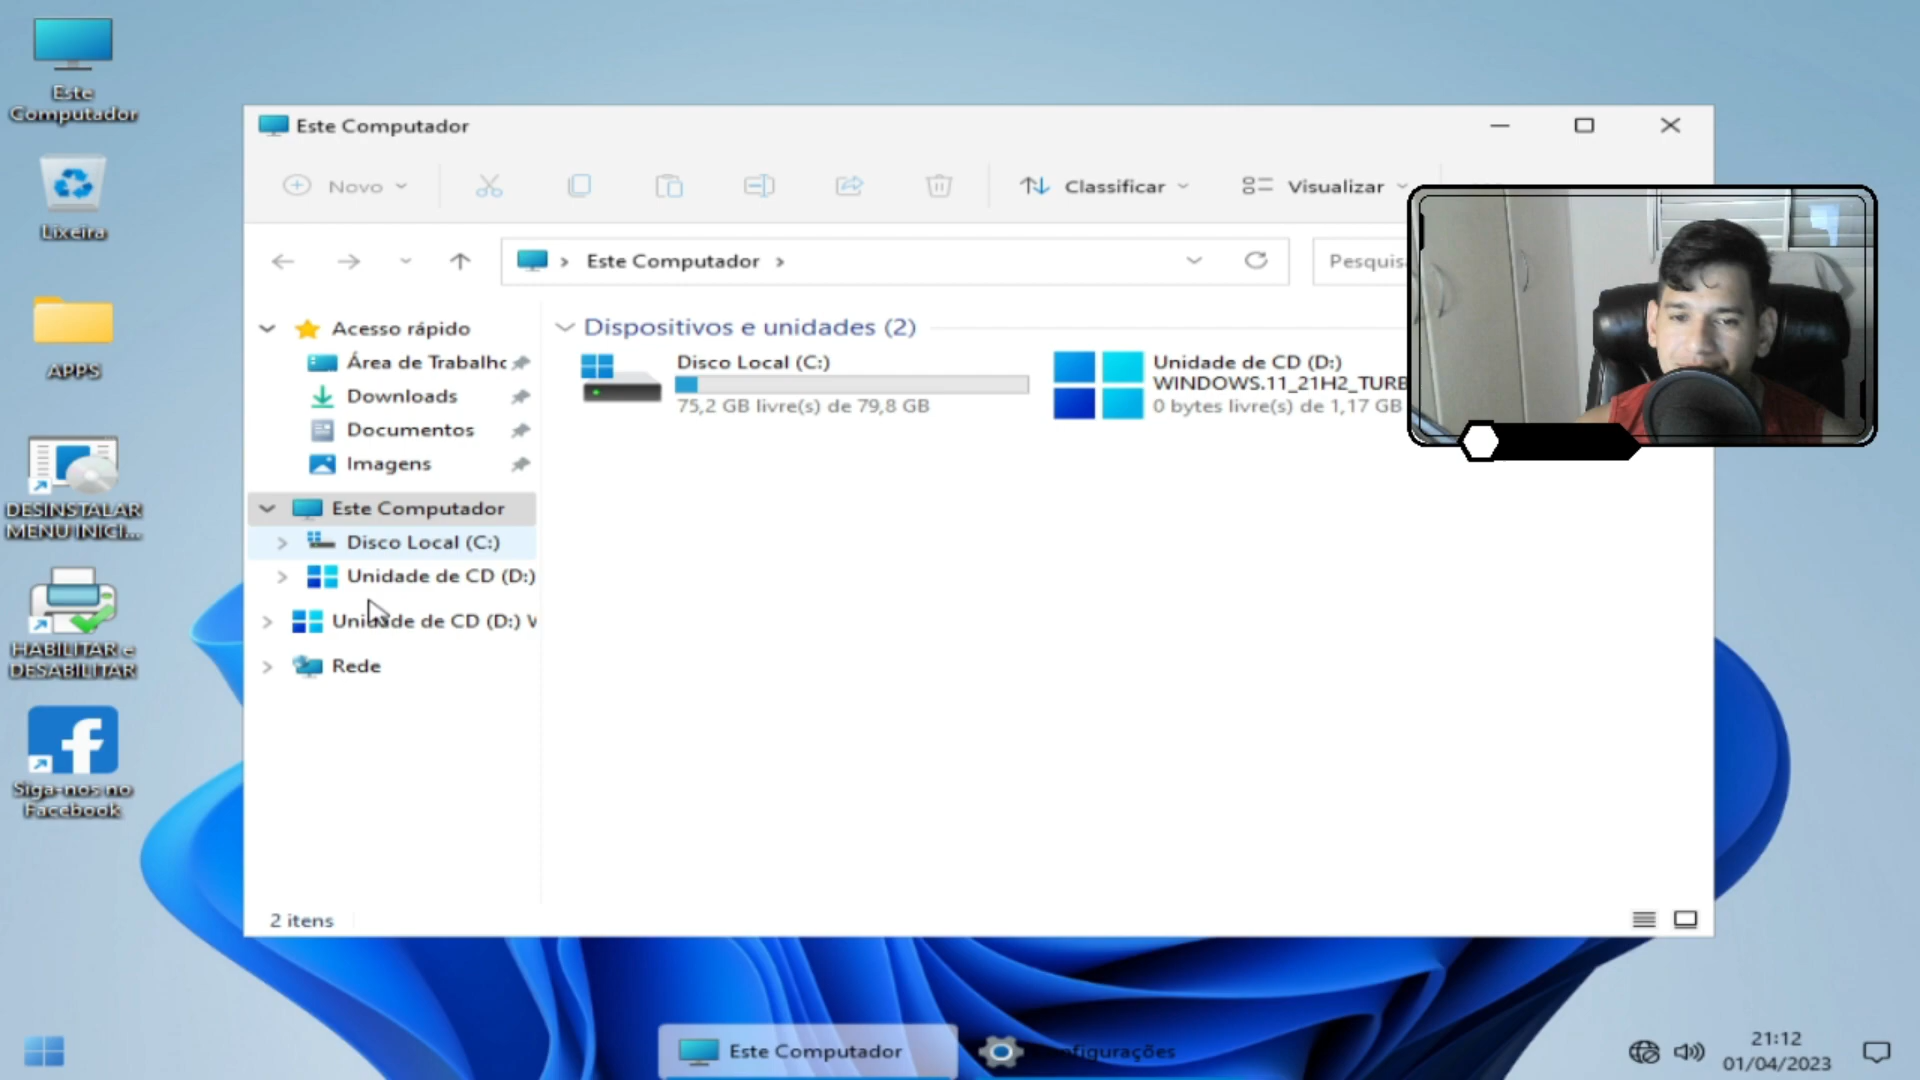 Este
Computador
Lixeira
APPS
DESINSTALAR
MENU INICI...
HABILITAR e
DESABILITAR
Siga-nos no
Facebook
Este Computador
Novo
Classificar
Visualizar
Este Computador
Pesquis
Acesso rápido
Área de Trabalho
Downloads
Documentos
Imagens
Este Computador
Disco Local (C:)
Unidade de CD (D:)
Unidade de CD (D:) W
Rede
Dispositivos e unidades (2)
Disco Local (C:)
75,2 GB livre(s) de 79,8 GB
Unidade de CD (D:)
WINDOWS.11_21H2_TURB
0 bytes livre(s) de 1,17 GB
2 itens
Este Computador
nfigurações
21:12
01/04/2023